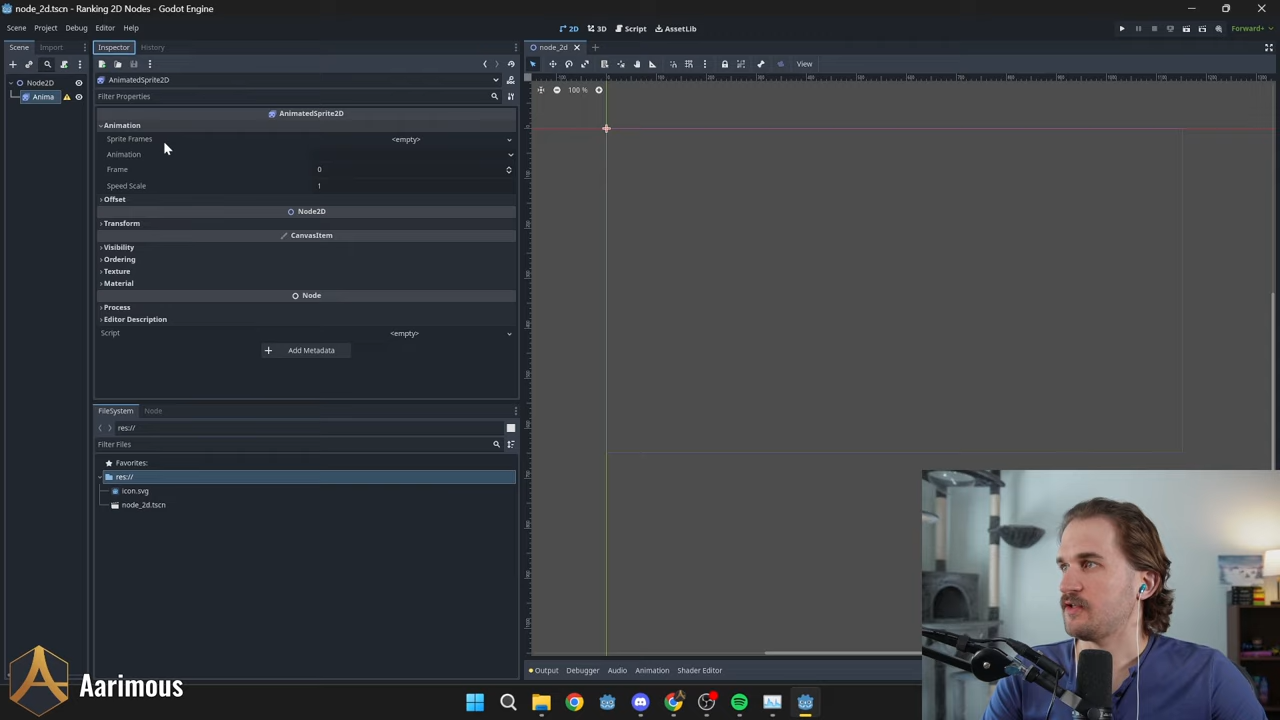 node_2d.tscn - Ranking 2D Nodes - Godot Engine
Scene Project Debug Editor Help
2D 3D Script AssetLib
Forward+
Scene Import
Inspector History
node_2d
AnimatedSprite2D
View
Node2D
Anima
Filter Properties
100 %
AnimatedSprite2D
Animation
Sprite Frames <empty>
Animation
Frame 0
Speed Scale 1
Offset
Node2D
Transform
CanvasItem
Visibility
Ordering
Texture
Material
Node
Process
Editor Description
Script <empty>
Add Metadata
FileSystem Node
res://
Filter Files
Favorites:
res://
icon.svg
node_2d.tscn
Output Debugger Audio Animation Shader Editor
Aarimous